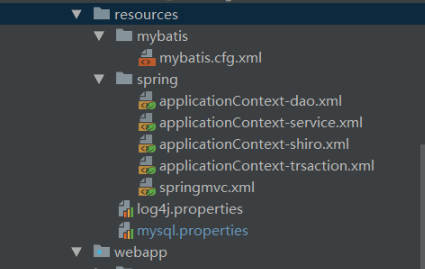 resources
mybatis
mybatis.cfg.xml
spring
applicationContext-dao.xml
applicationContext-service.xml
applicationContext-shiro.xml
applicationContext-trsaction.xml
springmvc.xml
log4j.properties
mysql.properties
webapp